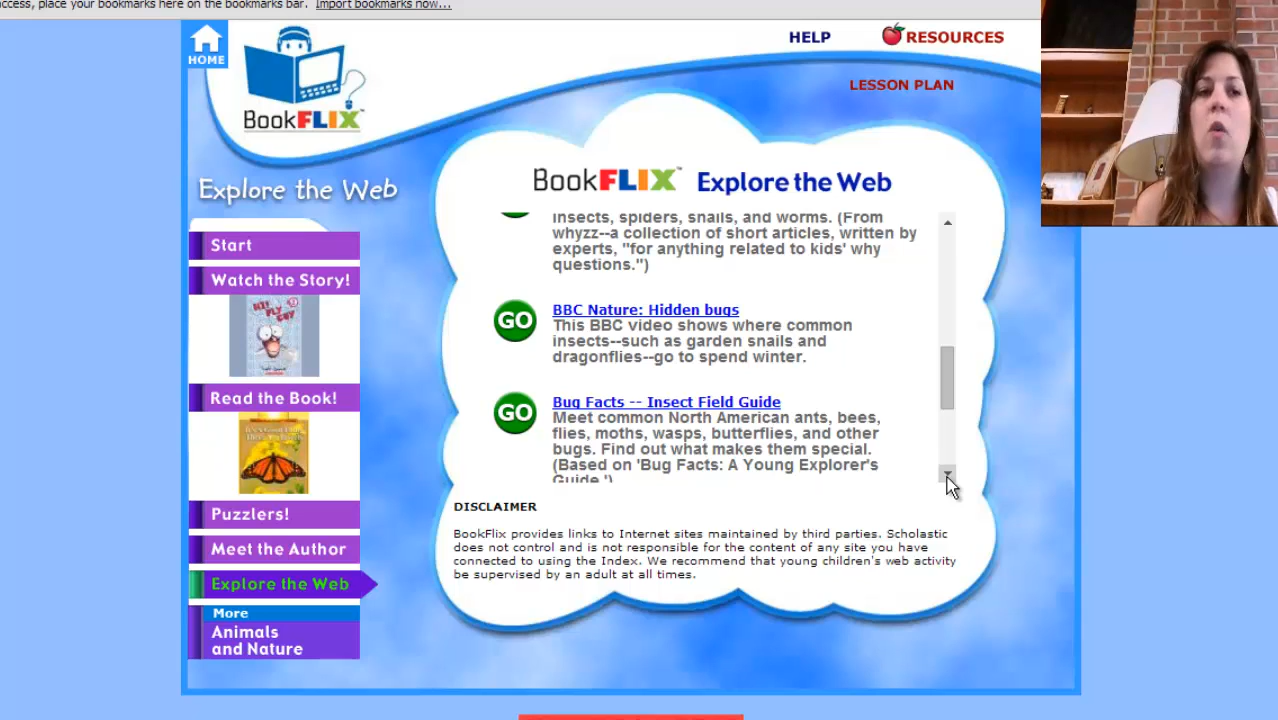 access, place your bookmarks here on the bookmarks bar. Import bookmarks now...
HOME
BookFLIX™
HELP
RESOURCES
LESSON PLAN
Explore the Web
Start
Watch the Story!
HI! FLY GUY
Read the Book!
Puzzlers!
Meet the Author
Explore the Web
More
Animals
and Nature
BookFLIX™ Explore the Web
insects, spiders, snails, and worms. (From
whyzz--a collection of short articles, written by
experts, "for anything related to kids' why
questions.")
GO
BBC Nature: Hidden bugs
This BBC video shows where common
insects--such as garden snails and
dragonflies--go to spend winter.
GO
Bug Facts -- Insect Field Guide
Meet common North American ants, bees,
flies, moths, wasps, butterflies, and other
bugs. Find out what makes them special.
(Based on 'Bug Facts: A Young Explorer's
Guide.')
DISCLAIMER
BookFlix provides links to Internet sites maintained by third parties. Scholastic
does not control and is not responsible for the content of any site you have
connected to using the Index. We recommend that young children's web activity
be supervised by an adult at all times.